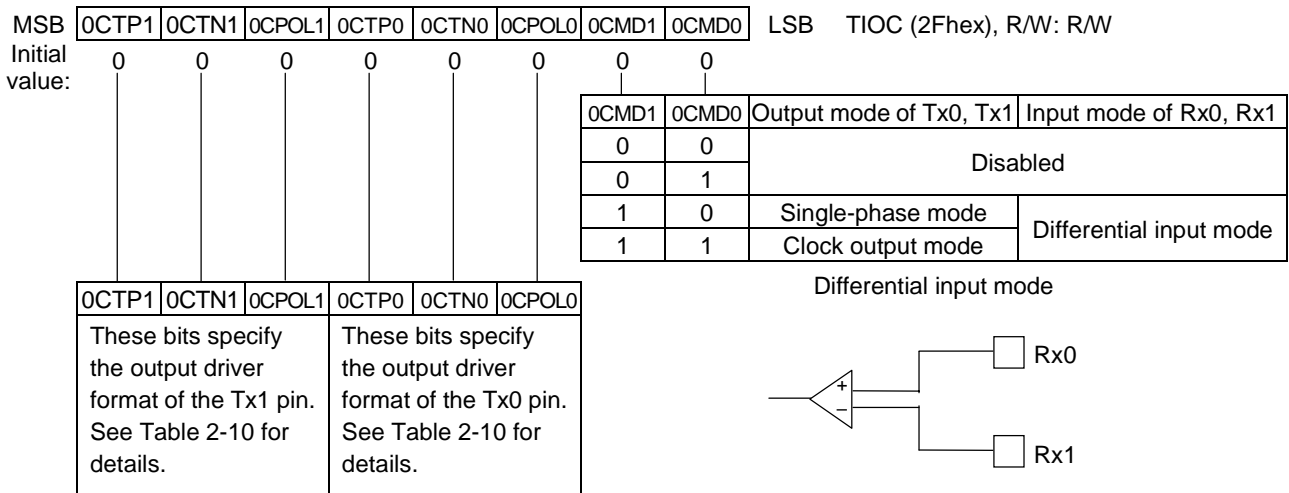 MSB 0CTP1 0CTN1 0CPOL1 0CTP0 0CTN0 0CPOL0 0CMD1 0CMD0 LSB TIOC (2Fhex), R/W: R/W
Initial value: 0 0 0 0 0 0 0 0
0CMD1 0CMD0 Output mode of Tx0, Tx1 Input mode of Rx0, Rx1
0 0 Disabled
0 1
1 0 Single-phase mode Differential input mode
1 1 Clock output mode
0CTP1 0CTN1 0CPOL1 0CTP0 0CTN0 0CPOL0
These bits specify
the output driver
format of the Tx1 pin.
See Table 2-10 for
details.
These bits specify
the output driver
format of the Tx0 pin.
See Table 2-10 for
details.
Differential input mode
Rx0
+
–
Rx1